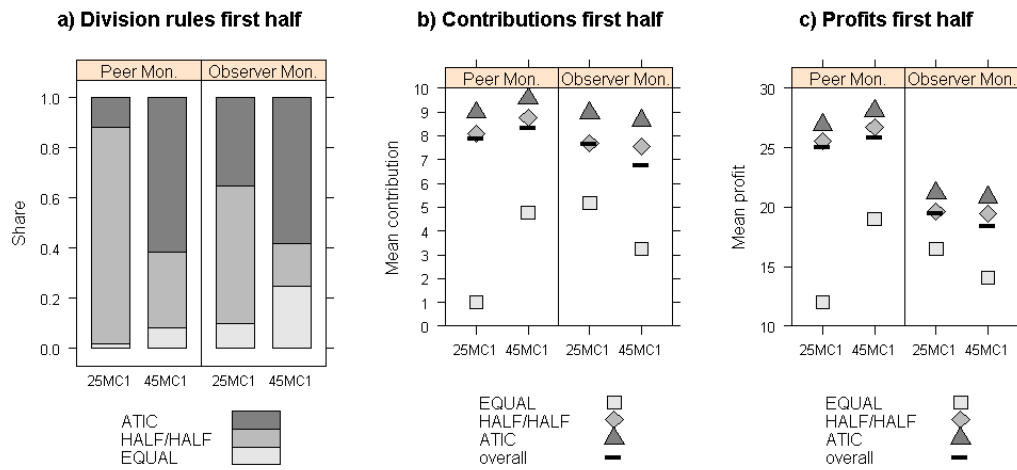 a) Division rules first half
Peer Mon. Observer Mon.
1.0
0.8
0.6
0.4
0.2
0.0
Share
25MC1 45MC1 25MC1 45MC1
ATIC
HALF/HALF
EQUAL
b) Contributions first half
Peer Mon. Observer Mon.
10
9
8
7
6
5
4
3
2
1
0
Mean contribution
25MC1 45MC1 25MC1 45MC1
EQUAL
HALF/HALF
ATIC
overall
c) Profits first half
Peer Mon. Observer Mon.
30
25
20
15
10
Mean profit
25MC1 45MC1 25MC1 45MC1
EQUAL
HALF/HALF
ATIC
overall